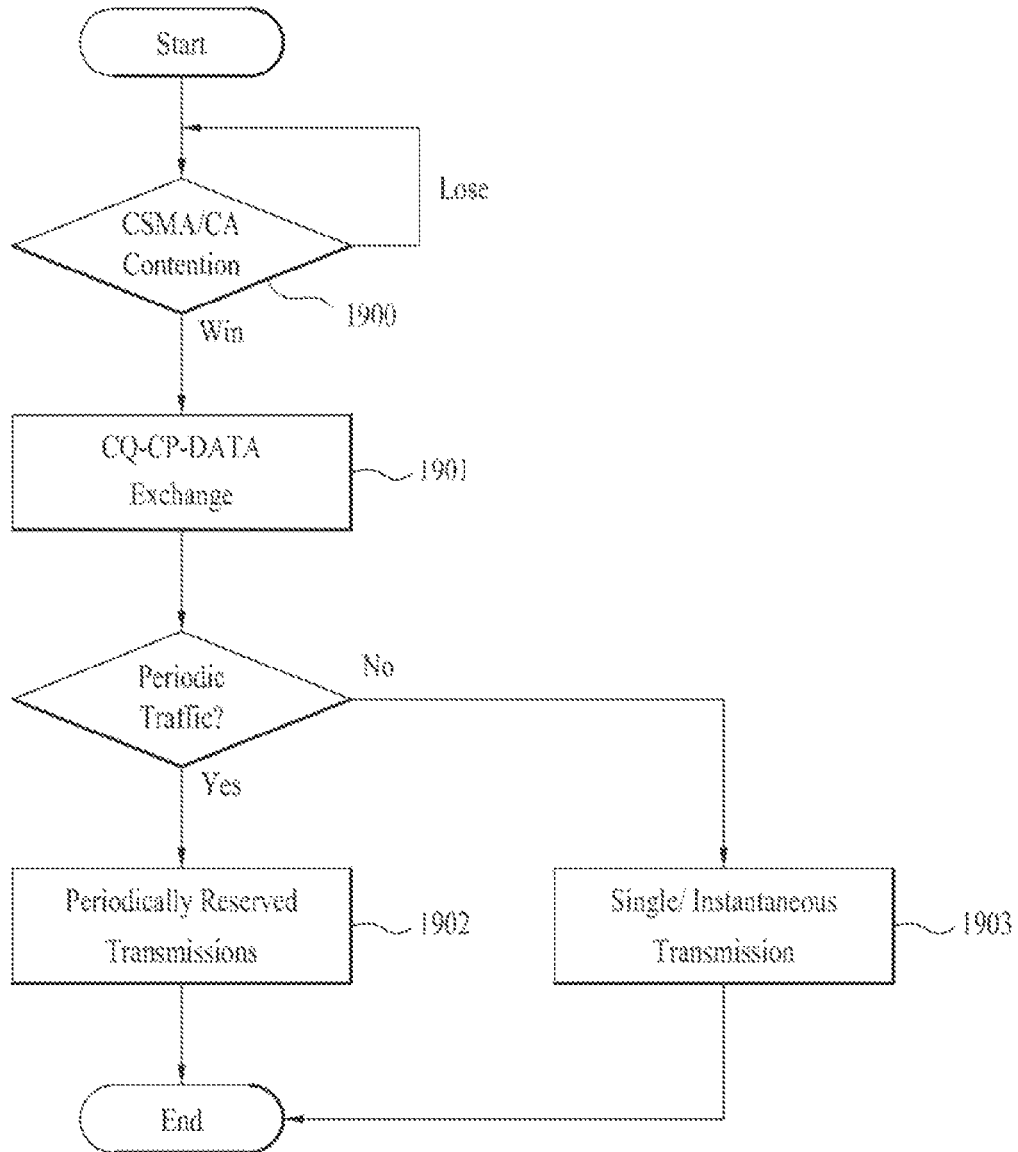 Start
Lose
CSMA/CA
Contention
1900
Win
CQ-CP-DATA
Exchange
1901
Periodic
Traffic?
No
Yes
Periodically Reserved
Transmissions
1902
Single/ Instantaneous
Transmission
1903
End